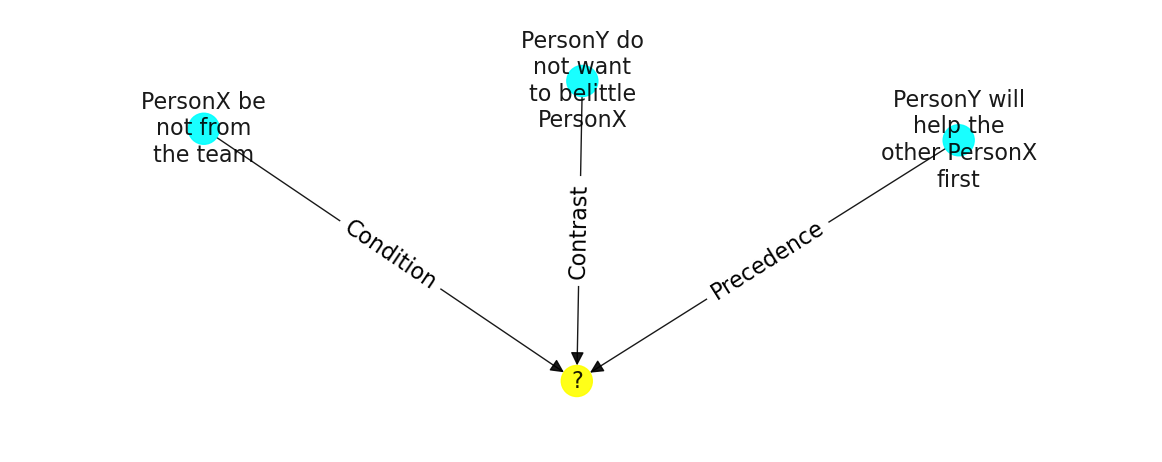 PersonY do
not want
to belittle
PersonX
PersonX be
not from
the team
PersonY will
help the
other PersonX
first
Condition
Contrast
Precedence
?